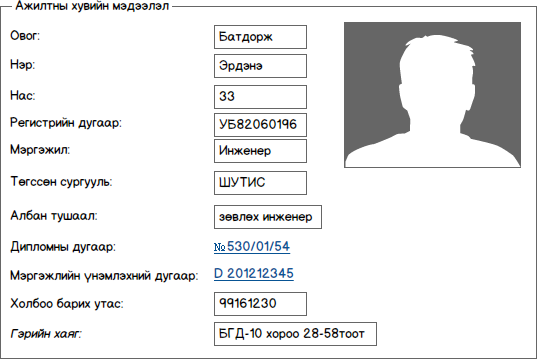 Ажилтны хувийн мэдээлэл
Овог: Батдорж
Нэр: Эрдэнэ
Нас: 33
Регистрийн дугаар: УБ82060196
Мэргэжил: Инженер
Төгссөн сургууль: ШУТИС
Албан тушаал: зөвлөх инженер
Дипломны дугаар: №530/01/54
Мэргэжлийн үнэмлэхний дугаар: D 201212345
Холбоо барих утас: 99161230
Гэрийн хаяг: БГД-10 хороо 28-58тоот